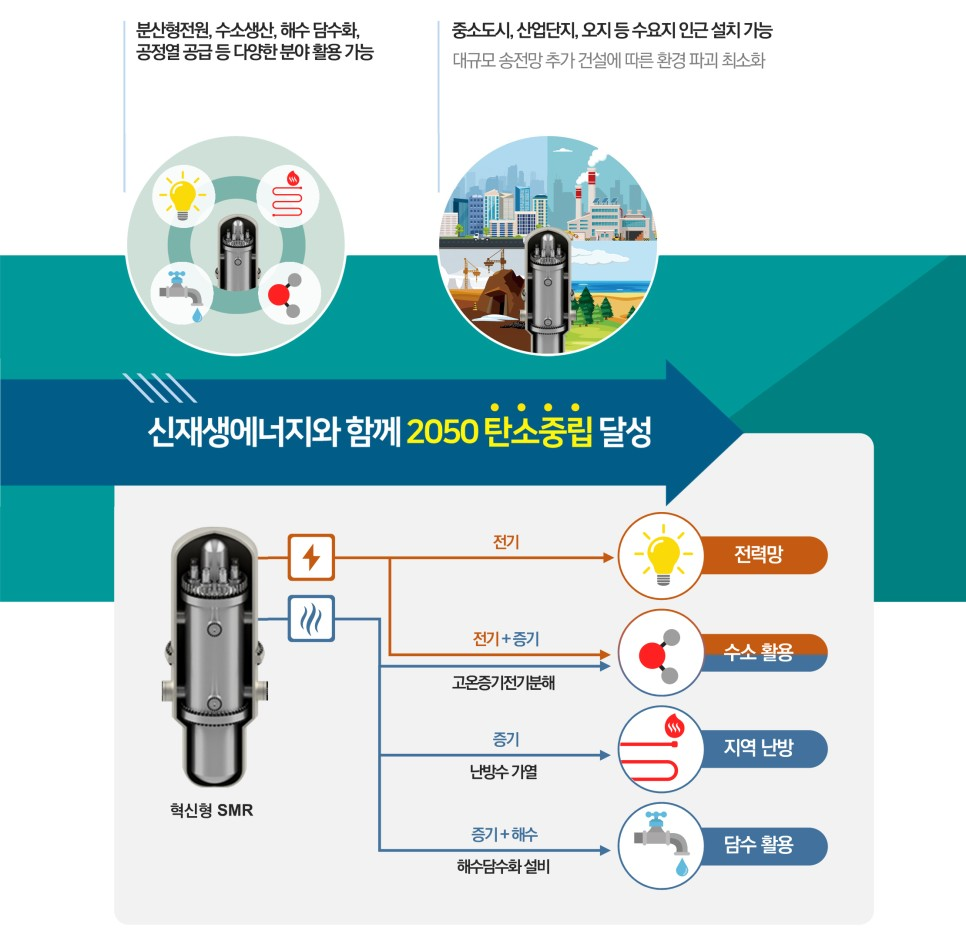 분산형전원, 수소생산, 해수 담수화,
공정열 공급 등 다양한 분야 활용 가능
중소도시, 산업단지, 오지 등 수요지 인근 설치 가능
대규모 송전망 추가 건설에 따른 환경 파괴 최소화
신재생에너지와 함께 2050 탄소중립 달성
전기
전력망
전기 + 증기
고온증기전기분해
수소 활용
증기
난방수 가열
지역 난방
혁신형 SMR
증기 + 해수
해수담수화 설비
담수 활용